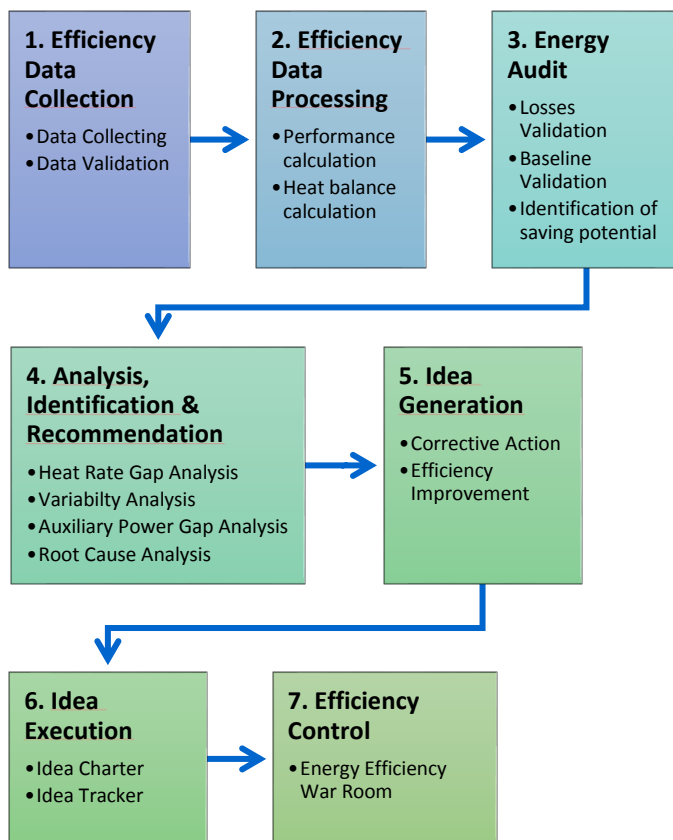 1. Efficiency
Data
Collection
•Data Collecting
•Data Validation
2. Efficiency
Data
Processing
•Performance
calculation
•Heat balance
calculation
3. Energy
Audit
•Losses
Validation
•Baseline
Validation
•Identification of
saving potential
4. Analysis,
Identification &
Recommendation
•Heat Rate Gap Analysis
•Variabilty Analysis
•Auxiliary Power Gap Analysis
•Root Cause Analysis
5. Idea
Generation
•Corrective Action
•Efficiency
Improvement
6. Idea
Execution
•Idea Charter
•Idea Tracker
7. Efficiency
Control
•Energy Efficiency
War Room